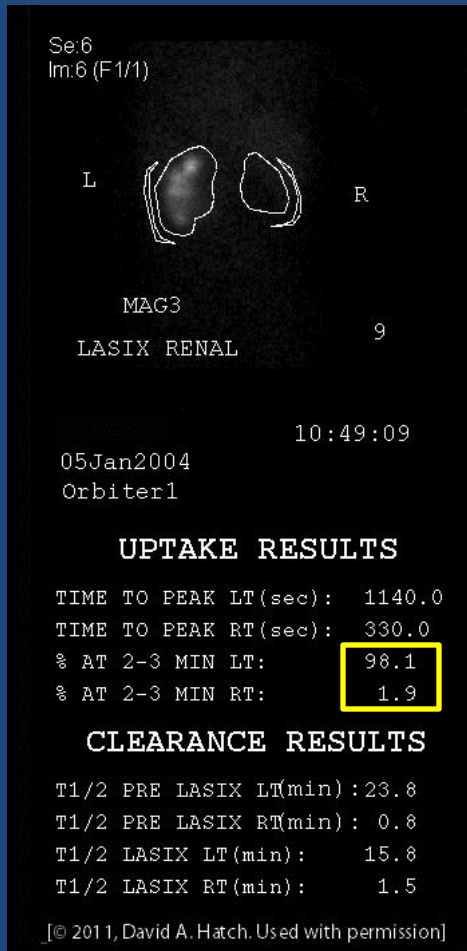 Se:6
Im:6 (F1/1)
L
R
MAG3
9
LASIX RENAL
10:49:09
05Jan2004
Orbiter1
UPTAKE RESULTS
TIME TO PEAK LT(sec): 1140.0
TIME TO PEAK RT(sec): 330.0
% AT 2-3 MIN LT: 98.1
% AT 2-3 MIN RT: 1.9
CLEARANCE RESULTS
T1/2 PRE LASIX LT(min):23.8
T1/2 PRE LASIX RT(min): 0.8
T1/2 LASIX LT(min): 15.8
T1/2 LASIX RT(min): 1.5
_[© 2011, David A. Hatch. Used with permission]